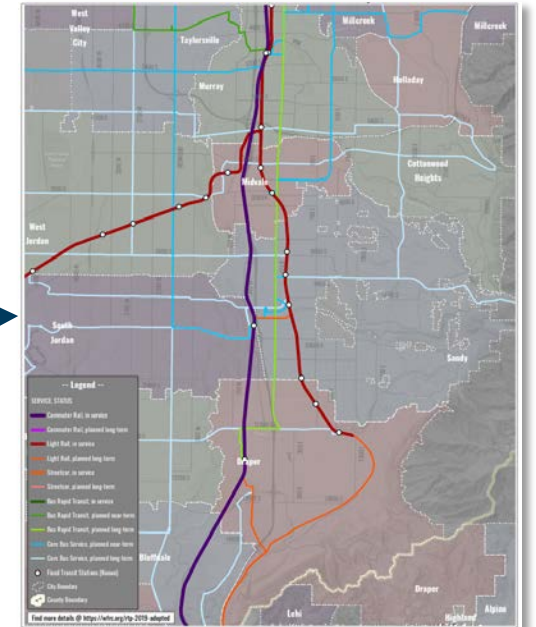 West
Valley
City
Taylorsville
Millcreek
Millcreek
Murray
Holladay
Cottonwood
Heights
Midvale
West
Jordan
South
Jordan
Sandy
Draper
Bluffdale
Draper
Lehi
Highland
Alpine
-- Legend --
SERVICE, STATUS
Commuter Rail, in service
Commuter Rail, planned long-term
Light Rail, in service
Light Rail, planned long-term
Streetcar, in service
Streetcar, planned long-term
Bus Rapid Transit, in service
Bus Rapid Transit, planned near-term
Bus Rapid Transit, planned long-term
Core Bus Service, planned near-term
Core Bus Service, planned long-term
Fixed Transit Stations (Known)
City Boundary
County Boundary
Find more details @ https://wfrc.org/rtp-2019-adopted